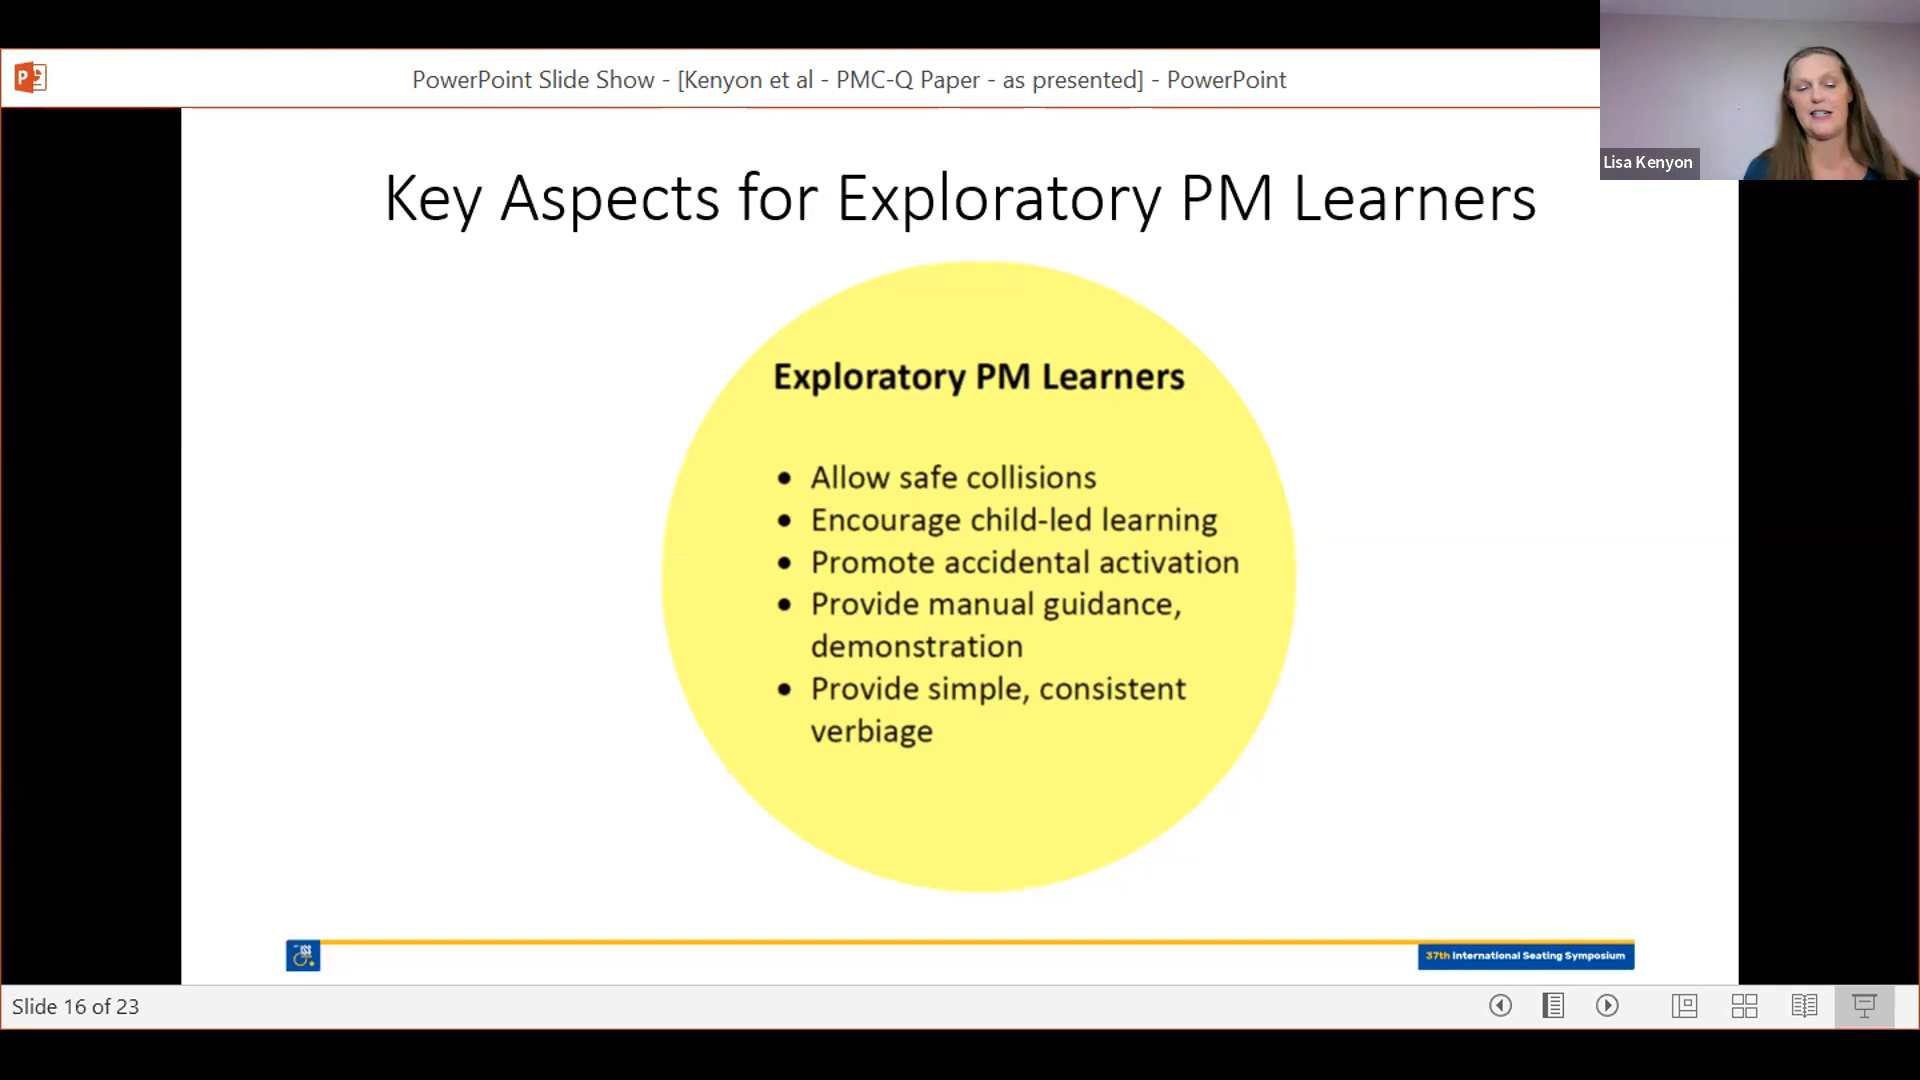 PowerPoint Slide Show - [Kenyon et al - PMC-Q Paper - as presented] - PowerPoint
Lisa Kenyon
Key Aspects for Exploratory PM Learners
Exploratory PM Learners
• Allow safe collisions
• Encourage child-led learning
• Promote accidental activation
• Provide manual guidance,
demonstration
• Provide simple, consistent
verbiage
ISS
37th International Seating Symposium
Slide 16 of 23